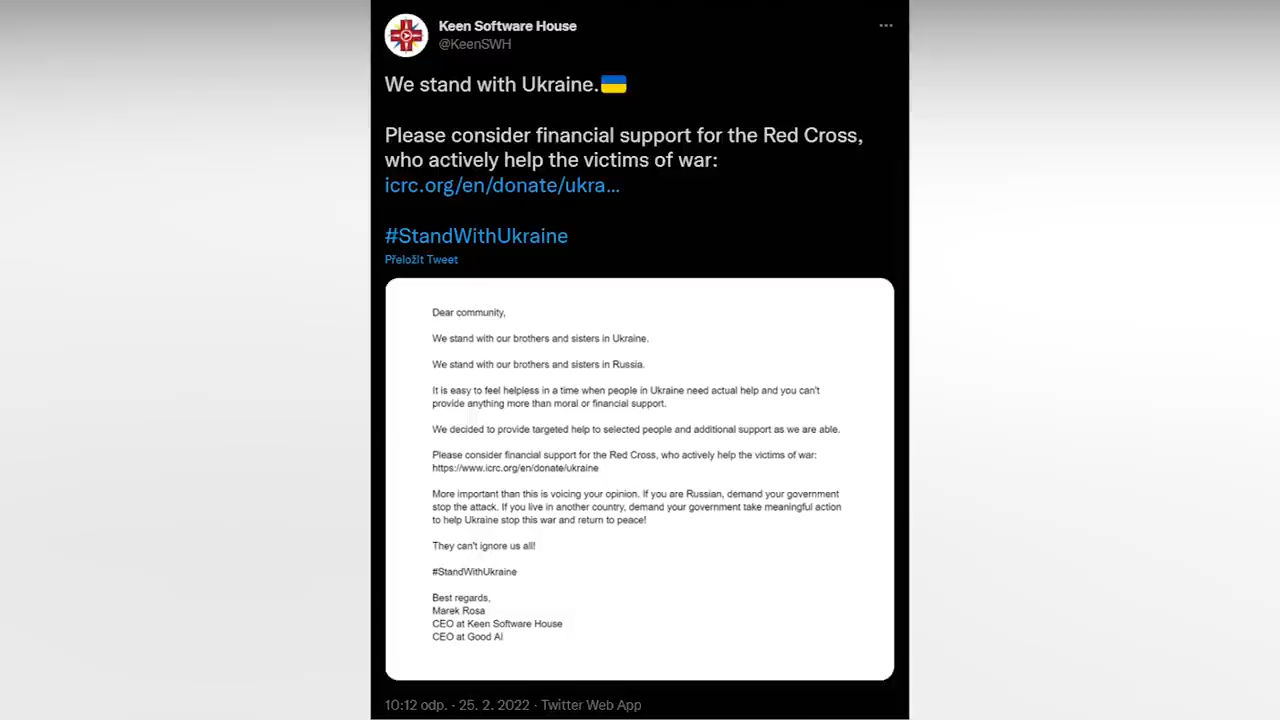 Keen Software House
@KeenSWH
We stand with Ukraine.🇺🇦
Please consider financial support for the Red Cross,
who actively help the victims of war:
icrc.org/en/donate/ukra...
#StandWithUkraine
Přeložit Tweet
Dear community,
We stand with our brothers and sisters in Ukraine.
We stand with our brothers and sisters in Russia.
It is easy to feel helpless in a time when people in Ukraine need actual help and you can't
provide anything more than moral or financial support.
We decided to provide targeted help to selected people and additional support as we are able.
Please consider financial support for the Red Cross, who actively help the victims of war:
https://www.icrc.org/en/donate/ukraine
More important than this is voicing your opinion. If you are Russian, demand your government
stop the attack. If you live in another country, demand your government take meaningful action
to help Ukraine stop this war and return to peace!
They can't ignore us all!
#StandWithUkraine
Best regards,
Marek Rosa
CEO at Keen Software House
CEO at Good AI
10:12 odp. · 25. 2. 2022 · Twitter Web App